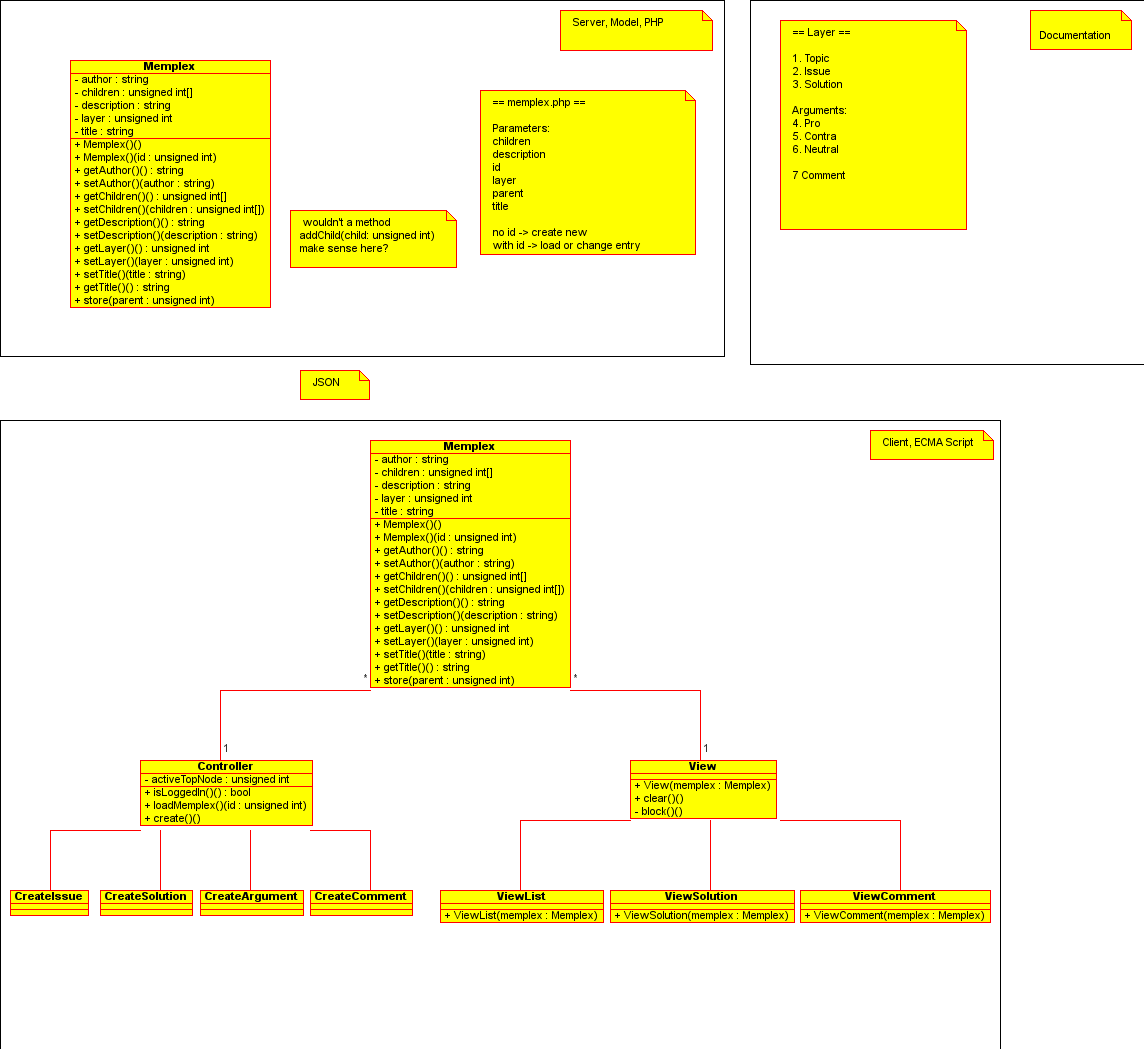 Server, Model, PHP
Memplex
- author : string
- children : unsigned int[]
- description : string
- layer : unsigned int
- title : string
+ Memplex()()
+ Memplex()(id : unsigned int)
+ getAuthor()() : string
+ setAuthor()(author : string)
+ getChildren()() : unsigned int[]
+ setChildren()(children : unsigned int[])
+ getDescription()() : string
+ setDescription()(description : string)
+ getLayer()() : unsigned int
+ setLayer()(layer : unsigned int)
+ setTitle()(title : string)
+ getTitle()() : string
+ store(parent : unsigned int)
wouldn't a method
addChild(child: unsigned int)
make sense here?
== memplex.php ==
Parameters:
children
description
id
layer
parent
title
no id -> create new
with id -> load or change entry
== Layer ==
1. Topic
2. Issue
3. Solution
Arguments:
4. Pro
5. Contra
6. Neutral
7 Comment
Documentation
JSON
Client, ECMA Script
Memplex
- author : string
- children : unsigned int[]
- description : string
- layer : unsigned int
- title : string
+ Memplex()()
+ Memplex()(id : unsigned int)
+ getAuthor()() : string
+ setAuthor()(author : string)
+ getChildren()() : unsigned int[]
+ setChildren()(children : unsigned int[])
+ getDescription()() : string
+ setDescription()(description : string)
+ getLayer()() : unsigned int
+ setLayer()(layer : unsigned int)
+ setTitle()(title : string)
+ getTitle()() : string
+ store(parent : unsigned int)
* *
1 1
Controller
- activeTopNode : unsigned int
+ isLoggedIn()() : bool
+ loadMemplex()(id : unsigned int)
+ create()()
View
+ View(memplex : Memplex)
+ clear()()
- block()()
CreateIssue
CreateSolution
CreateArgument
CreateComment
ViewList
+ ViewList(memplex : Memplex)
ViewSolution
+ ViewSolution(memplex : Memplex)
ViewComment
+ ViewComment(memplex : Memplex)